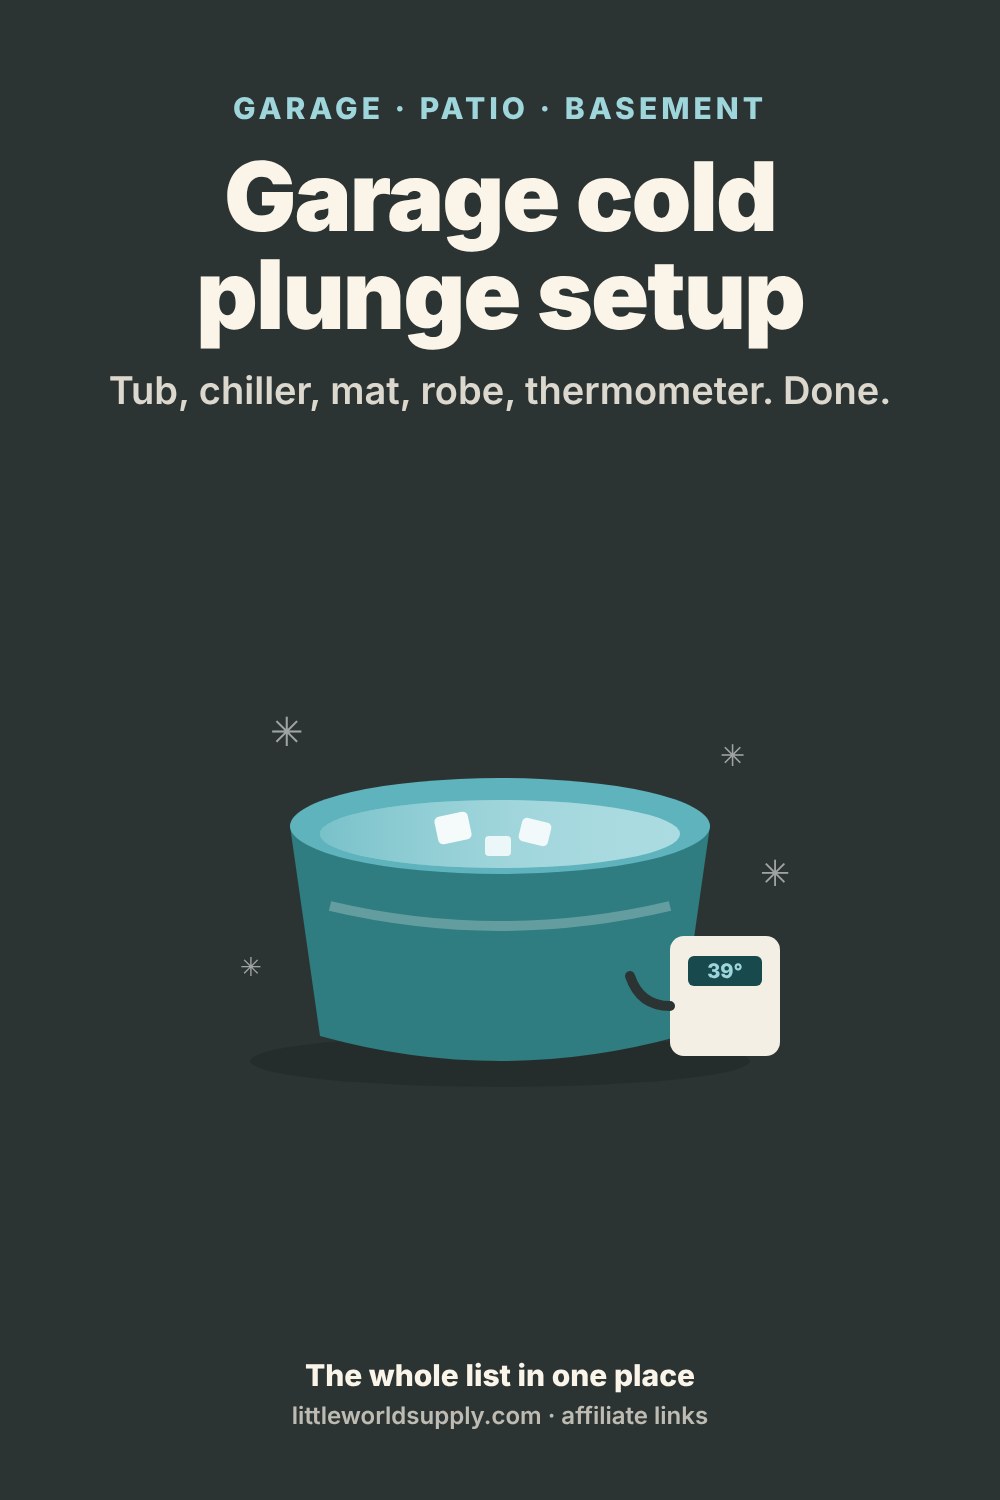 GARAGE · PATIO · BASEMENT
Garage cold
plunge setup
Tub, chiller, mat, robe, thermometer. Done.
39°
The whole list in one place
littleworldsupply.com · affiliate links